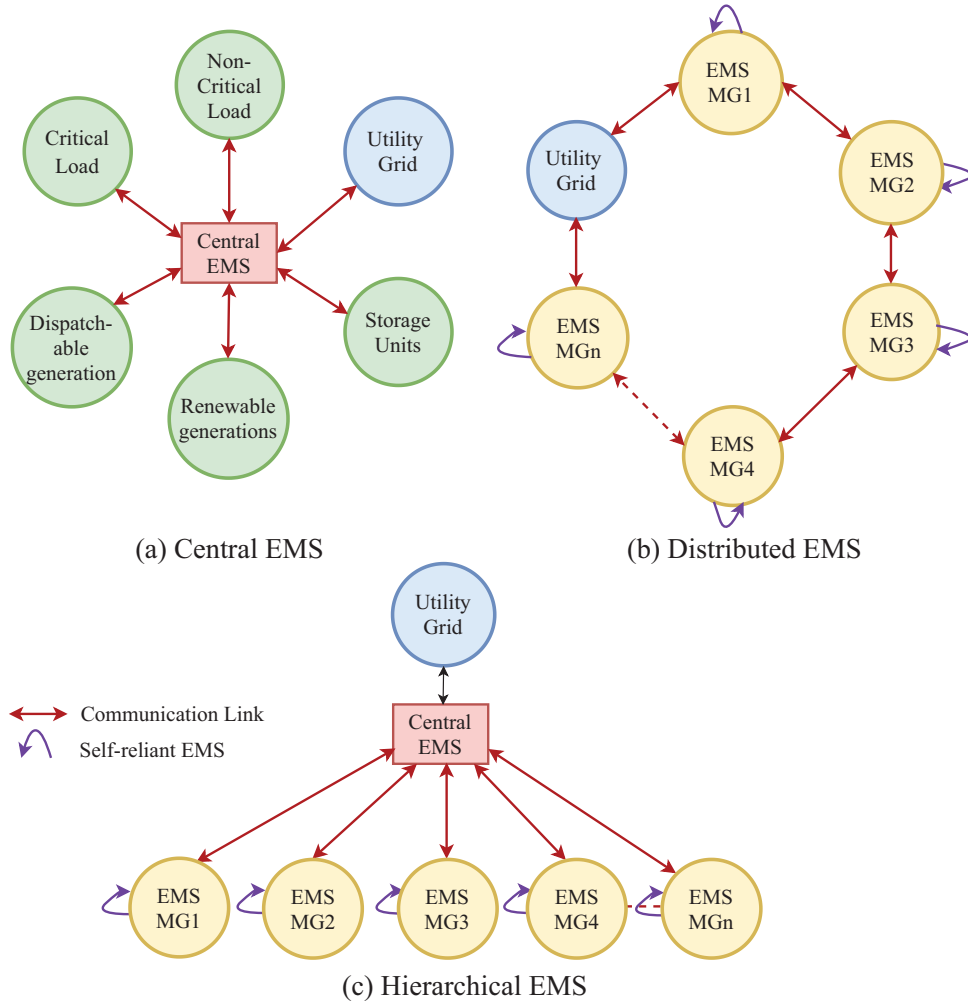 Non-
Critical
Load
Critical
Load
Utility
Grid
Central
EMS
Dispatch-
able
generation
Storage
Units
Renewable
generations
(a) Central EMS
EMS
MG1
Utility
Grid
EMS
MG2
EMS
MGn
EMS
MG3
EMS
MG4
(b) Distributed EMS
Utility
Grid
Central
EMS
Communication Link
Self-reliant EMS
EMS
MG1
EMS
MG2
EMS
MG3
EMS
MG4
EMS
MGn
(c) Hierarchical EMS